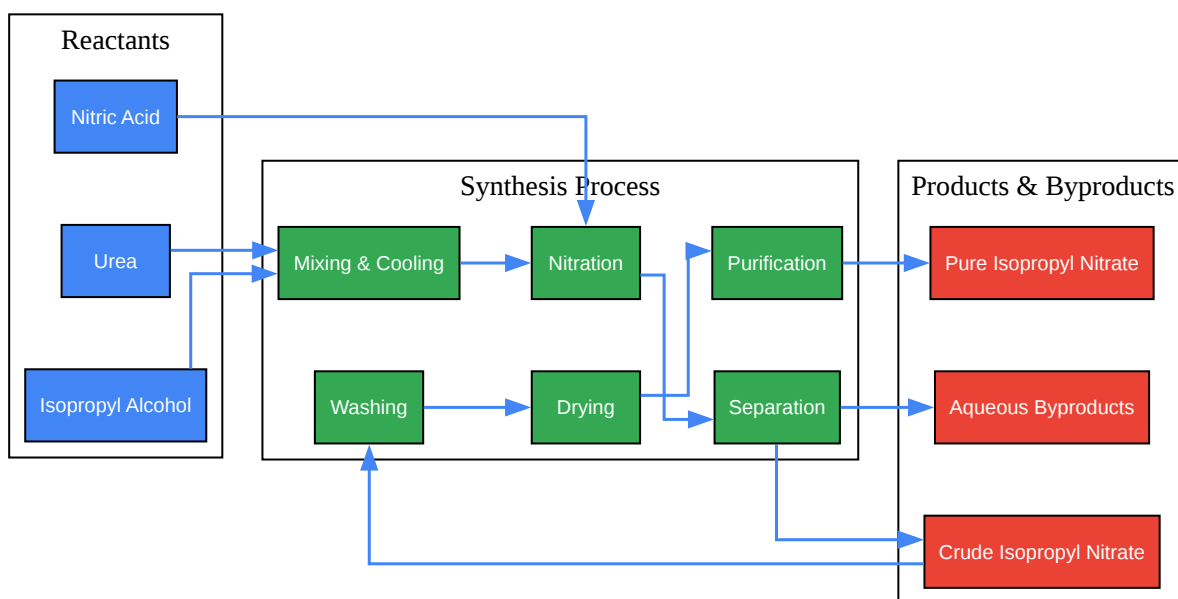 Reactants
Nitric Acid
Urea
Isopropyl Alcohol
Synthesis Process
Mixing & Cooling
Nitration
Purification
Washing
Drying
Separation
Products & Byproducts
Pure Isopropyl Nitrate
Aqueous Byproducts
Crude Isopropyl Nitrate